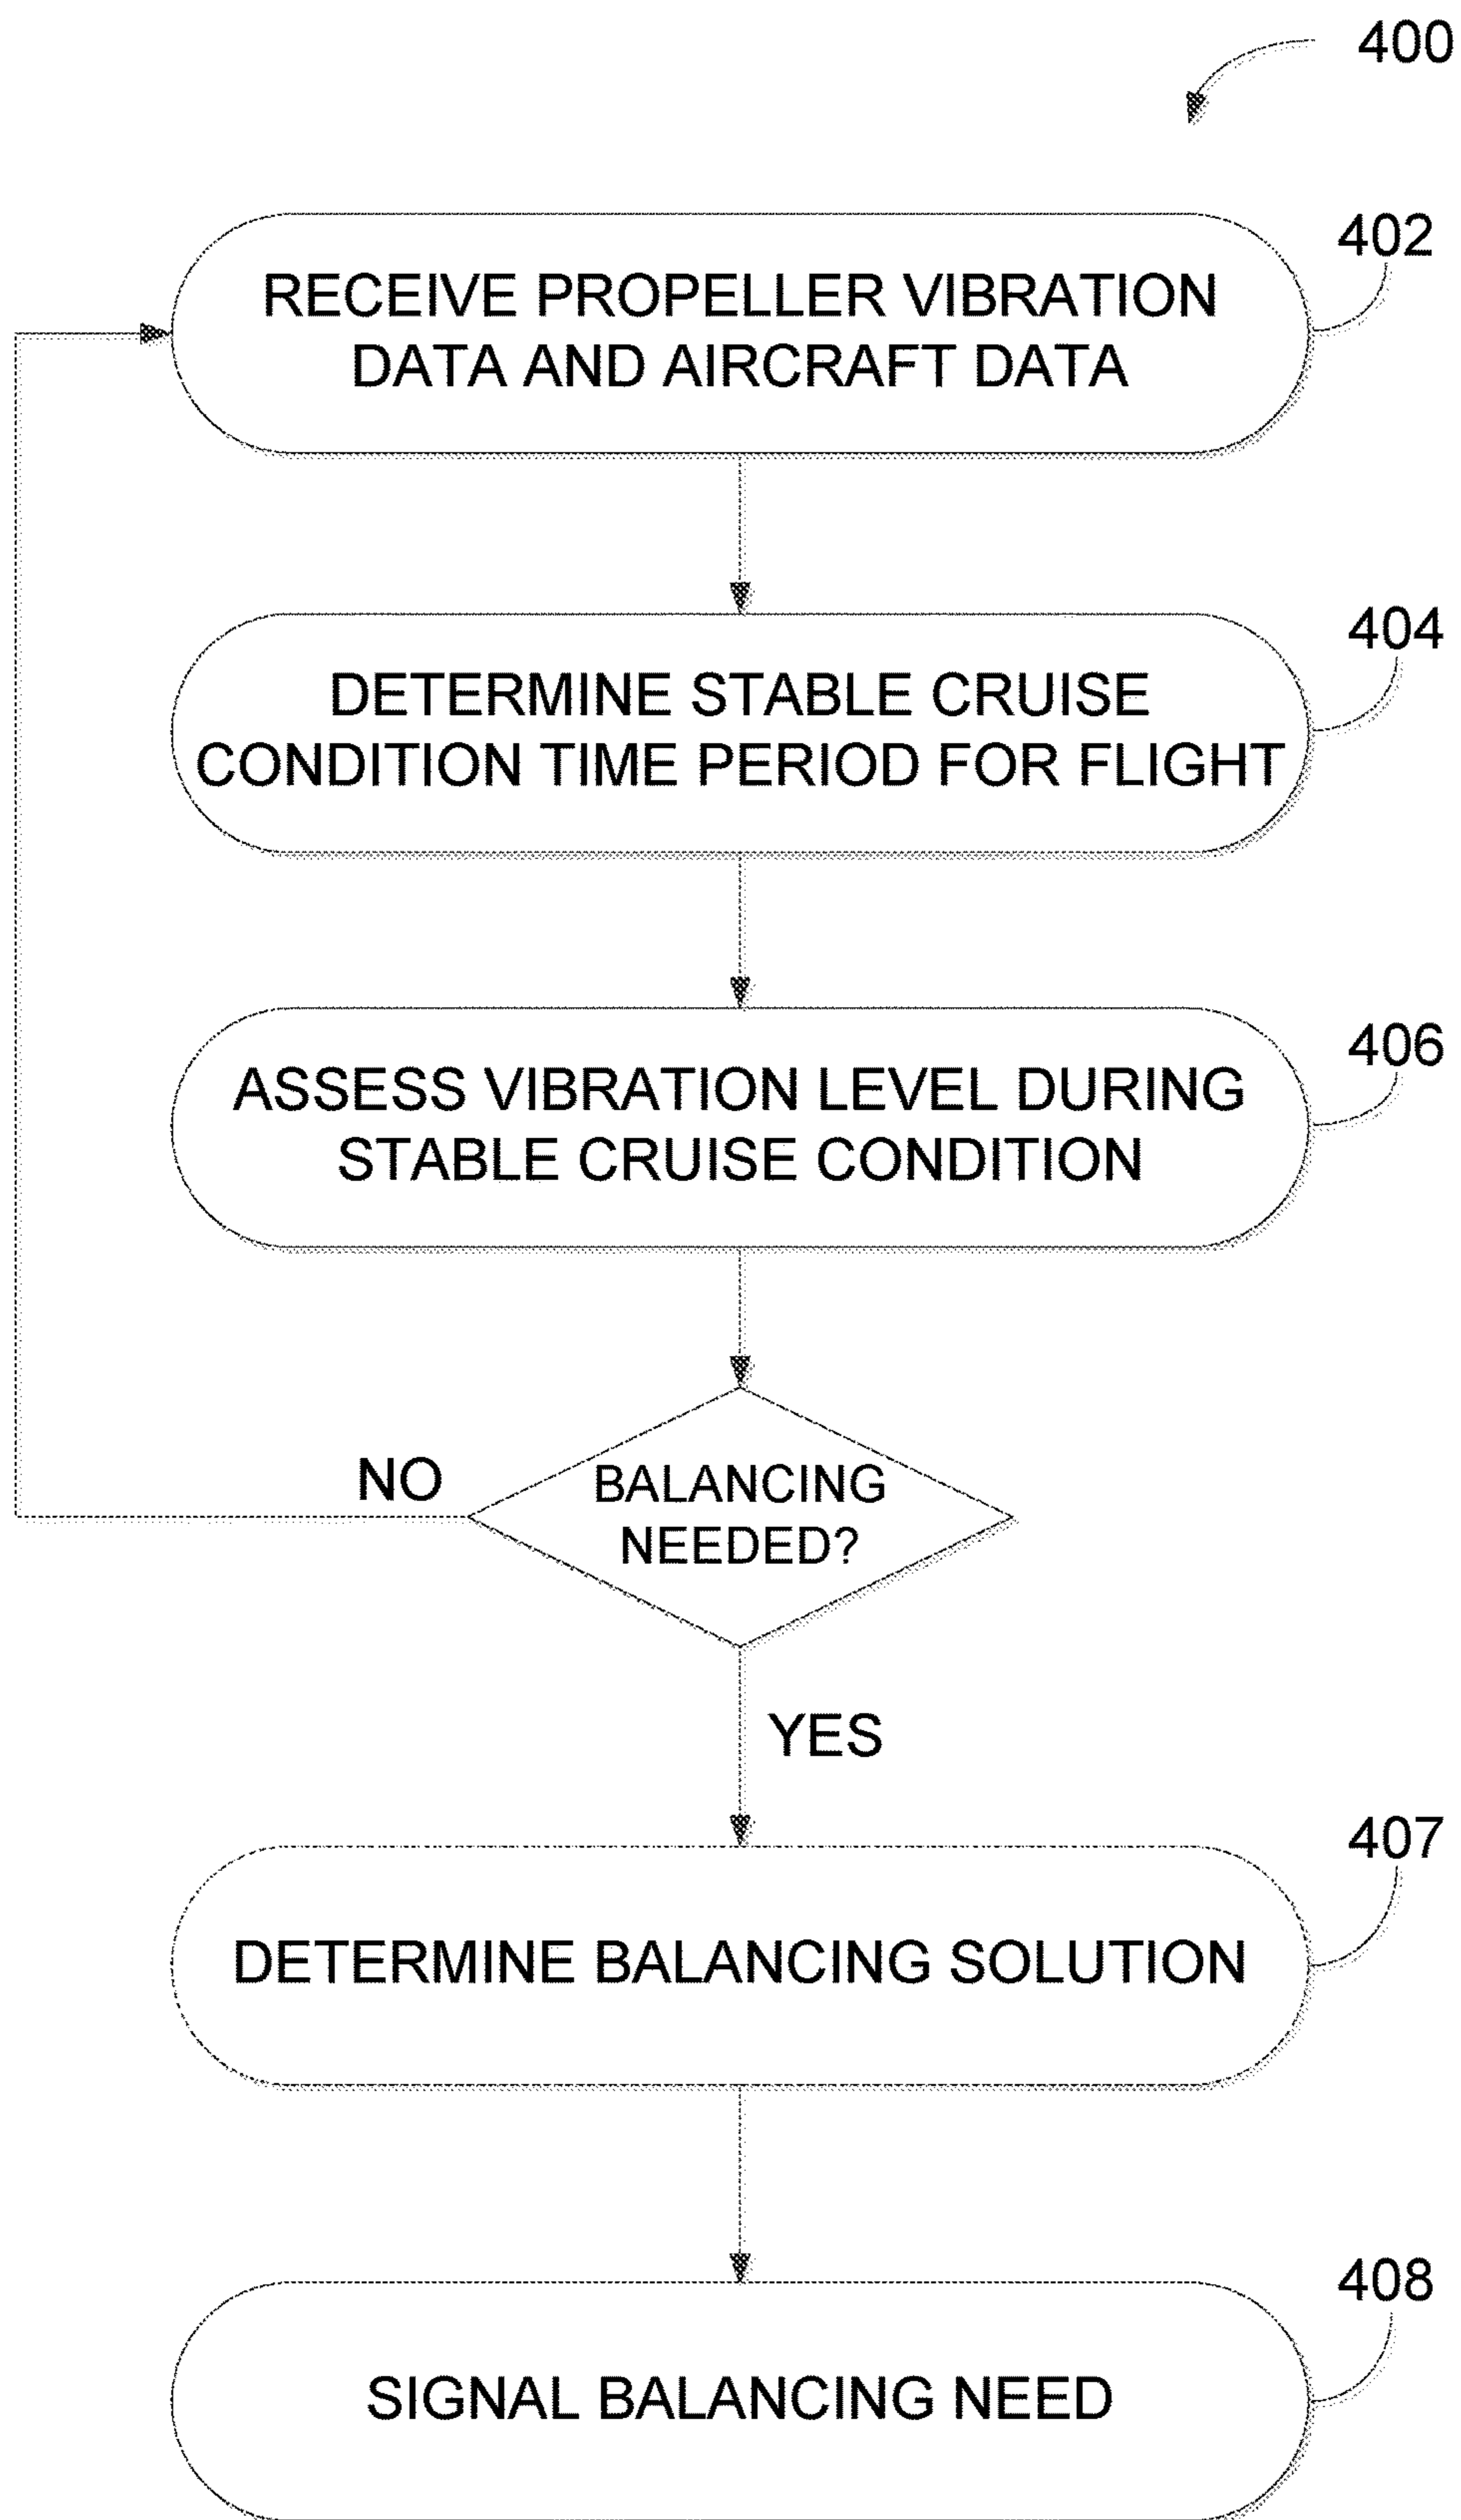 400
402
RECEIVE PROPELLER VIBRATION
DATA AND AIRCRAFT DATA
404
DETERMINE STABLE CRUISE
CONDITION TIME PERIOD FOR FLIGHT
406
ASSESS VIBRATION LEVEL DURING
STABLE CRUISE CONDITION
NO
BALANCING
NEEDED?
YES
407
DETERMINE BALANCING SOLUTION
408
SIGNAL BALANCING NEED